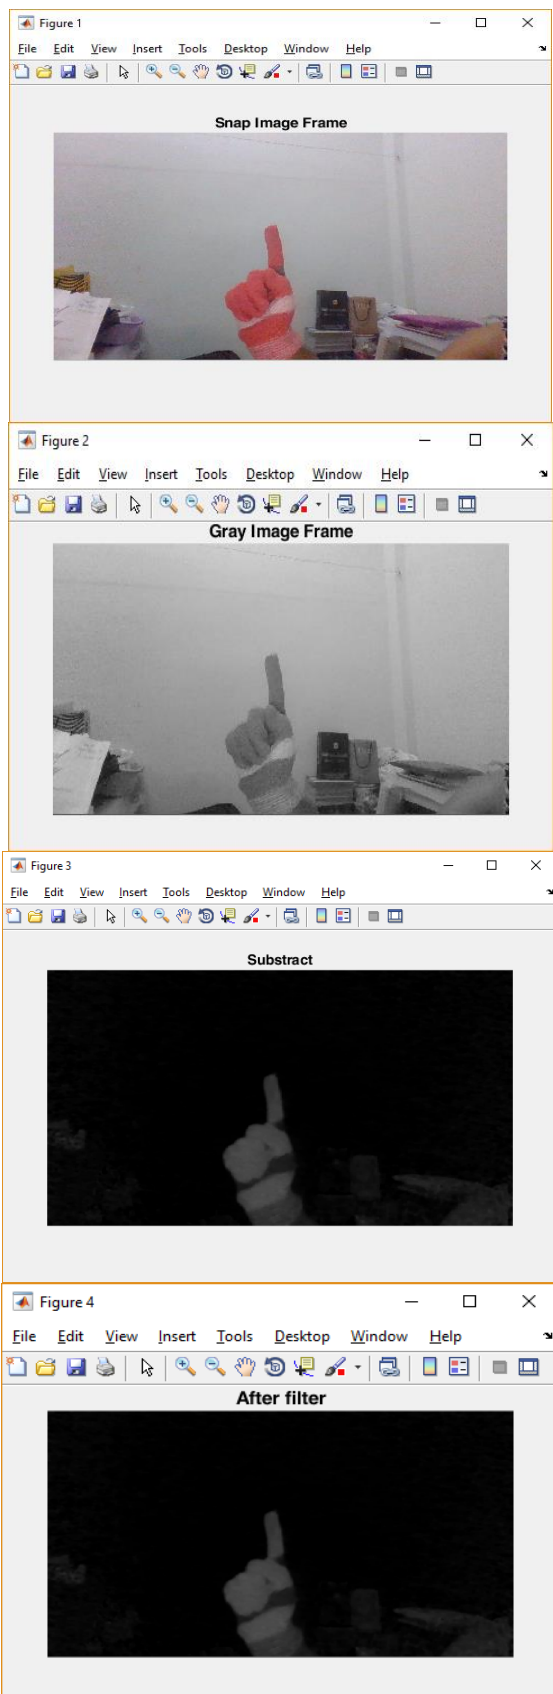 Figure 1
File Edit View Insert Tools Desktop Window Help
Snap Image Frame
Figure 2
File Edit View Insert Tools Desktop Window Help
Gray Image Frame
Figure 3
File Edit View Insert Tools Desktop Window Help
Substract
Figure 4
File Edit View Insert Tools Desktop Window Help
After filter